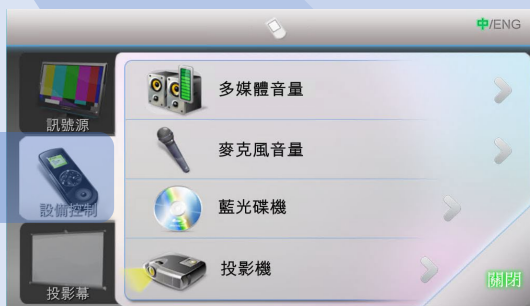 中/ENG
訊號源
設備控制
投影幕
多媒體音量
麥克風音量
藍光碟機
投影機
關閉